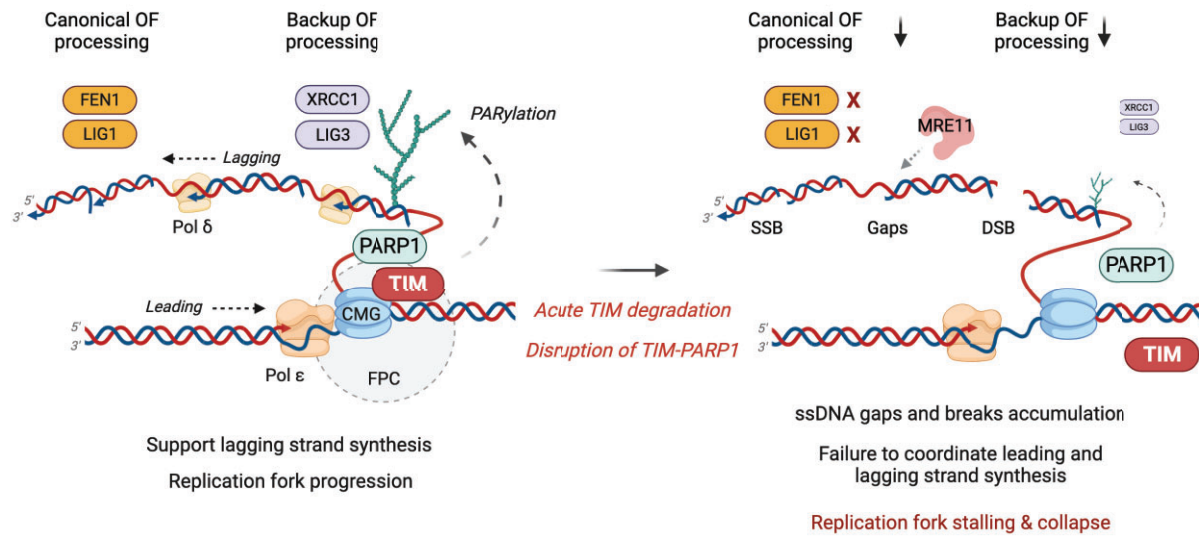 Canonical OF
processing
Backup OF
processing
FEN1
LIG1
XRCC1
LIG3
PARylation
Lagging
5'
3'
Pol δ
PARP1
TIM
Leading
CMG
5'
3'
Pol ε
FPC
Support lagging strand synthesis
Replication fork progression
Acute TIM degradation
Disruption of TIM-PARP1
Canonical OF
processing
Backup OF
processing
FEN1 X
LIG1 X
MRE11
XRCC1
LIG3
5'
3'
SSB
Gaps
DSB
PARP1
5'
3'
TIM
ssDNA gaps and breaks accumulation
Failure to coordinate leading and
lagging strand synthesis
Replication fork stalling & collapse